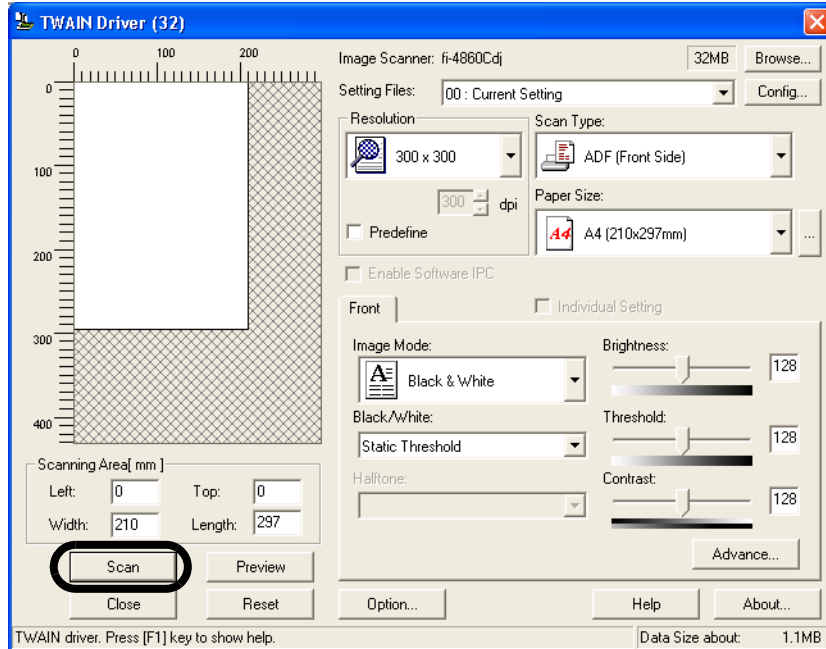 TWAIN Driver (32)
0 100 200
0
100
200
300
400
Image Scanner: fi-4860Cdj 32MB Browse...
Setting Files: 00 : Current Setting Config...
Resolution
300 x 300
300 dpi
Predefine
Scan Type:
ADF (Front Side)
Paper Size:
A4 A4 (210x297mm) ...
Enable Software IPC
Front Individual Setting
Image Mode:
A Black & White
Black/White:
Static Threshold
Halftone:
Brightness:
128
Threshold:
128
Contrast:
128
Advance...
Scanning Area[ mm ]
Left: 0 Top: 0
Width: 210 Length: 297
Scan Preview
Close Reset Option... Help About...
TWAIN driver. Press [F1] key to show help. Data Size about: 1.1MB